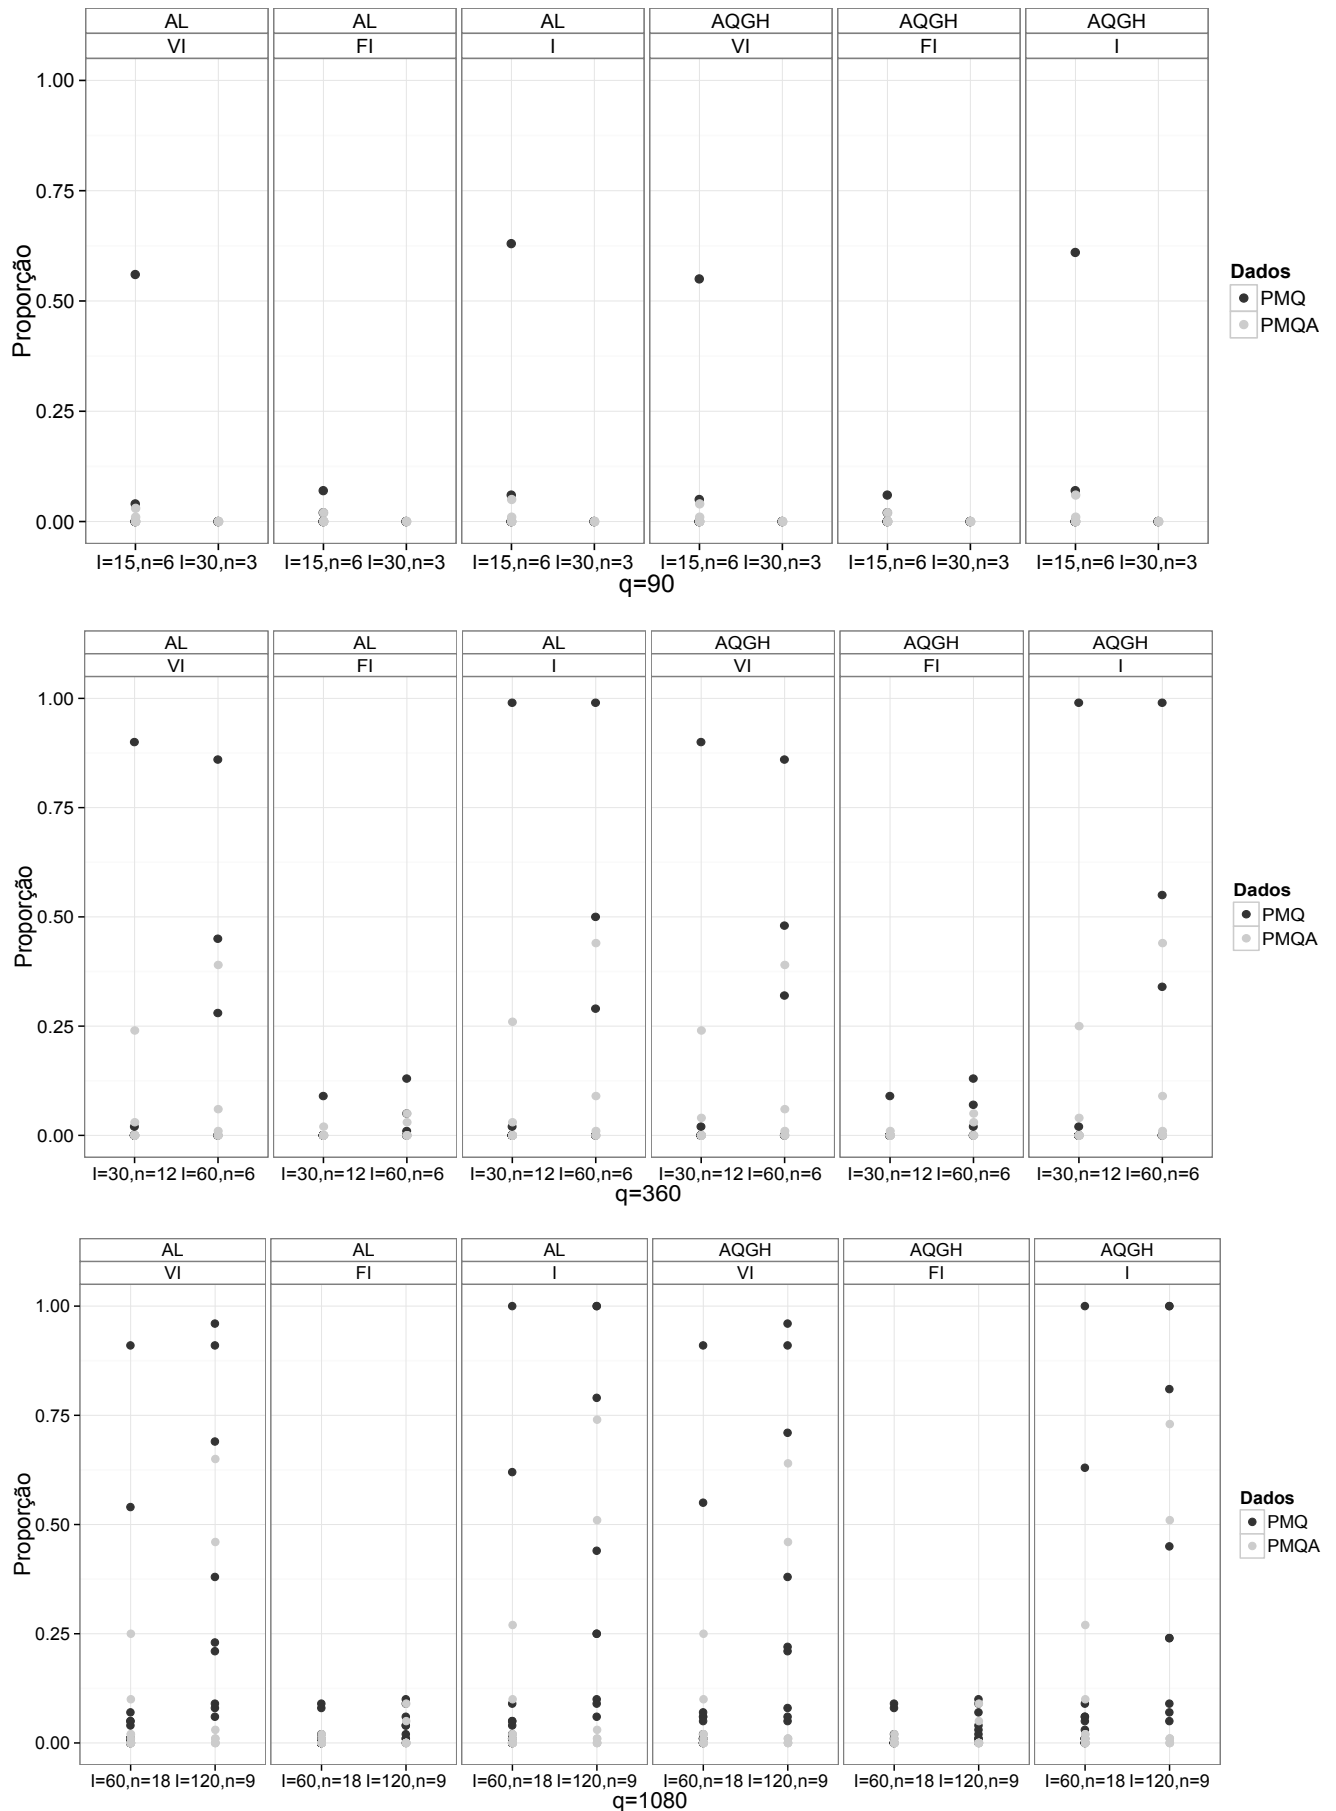 AL AL AL AQGH AQGH AQGH
VI FI I VI FI I
1.00
0.75
0.50
0.25
0.00
Proporção
I=15,n=6 I=30,n=3 I=15,n=6 I=30,n=3 I=15,n=6 I=30,n=3 I=15,n=6 I=30,n=3 I=15,n=6 I=30,n=3 I=15,n=6 I=30,n=3
q=90
Dados
PMQ
PMQA
AL AL AL AQGH AQGH AQGH
VI FI I VI FI I
1.00
0.75
0.50
0.25
0.00
Proporção
I=30,n=12 I=60,n=6 I=30,n=12 I=60,n=6 I=30,n=12 I=60,n=6 I=30,n=12 I=60,n=6 I=30,n=12 I=60,n=6 I=30,n=12 I=60,n=6
q=360
Dados
PMQ
PMQA
AL AL AL AQGH AQGH AQGH
VI FI I VI FI I
1.00
0.75
0.50
0.25
0.00
Proporção
I=60,n=18 I=120,n=9 I=60,n=18 I=120,n=9 I=60,n=18 I=120,n=9 I=60,n=18 I=120,n=9 I=60,n=18 I=120,n=9 I=60,n=18 I=120,n=9
q=1080
Dados
PMQ
PMQA